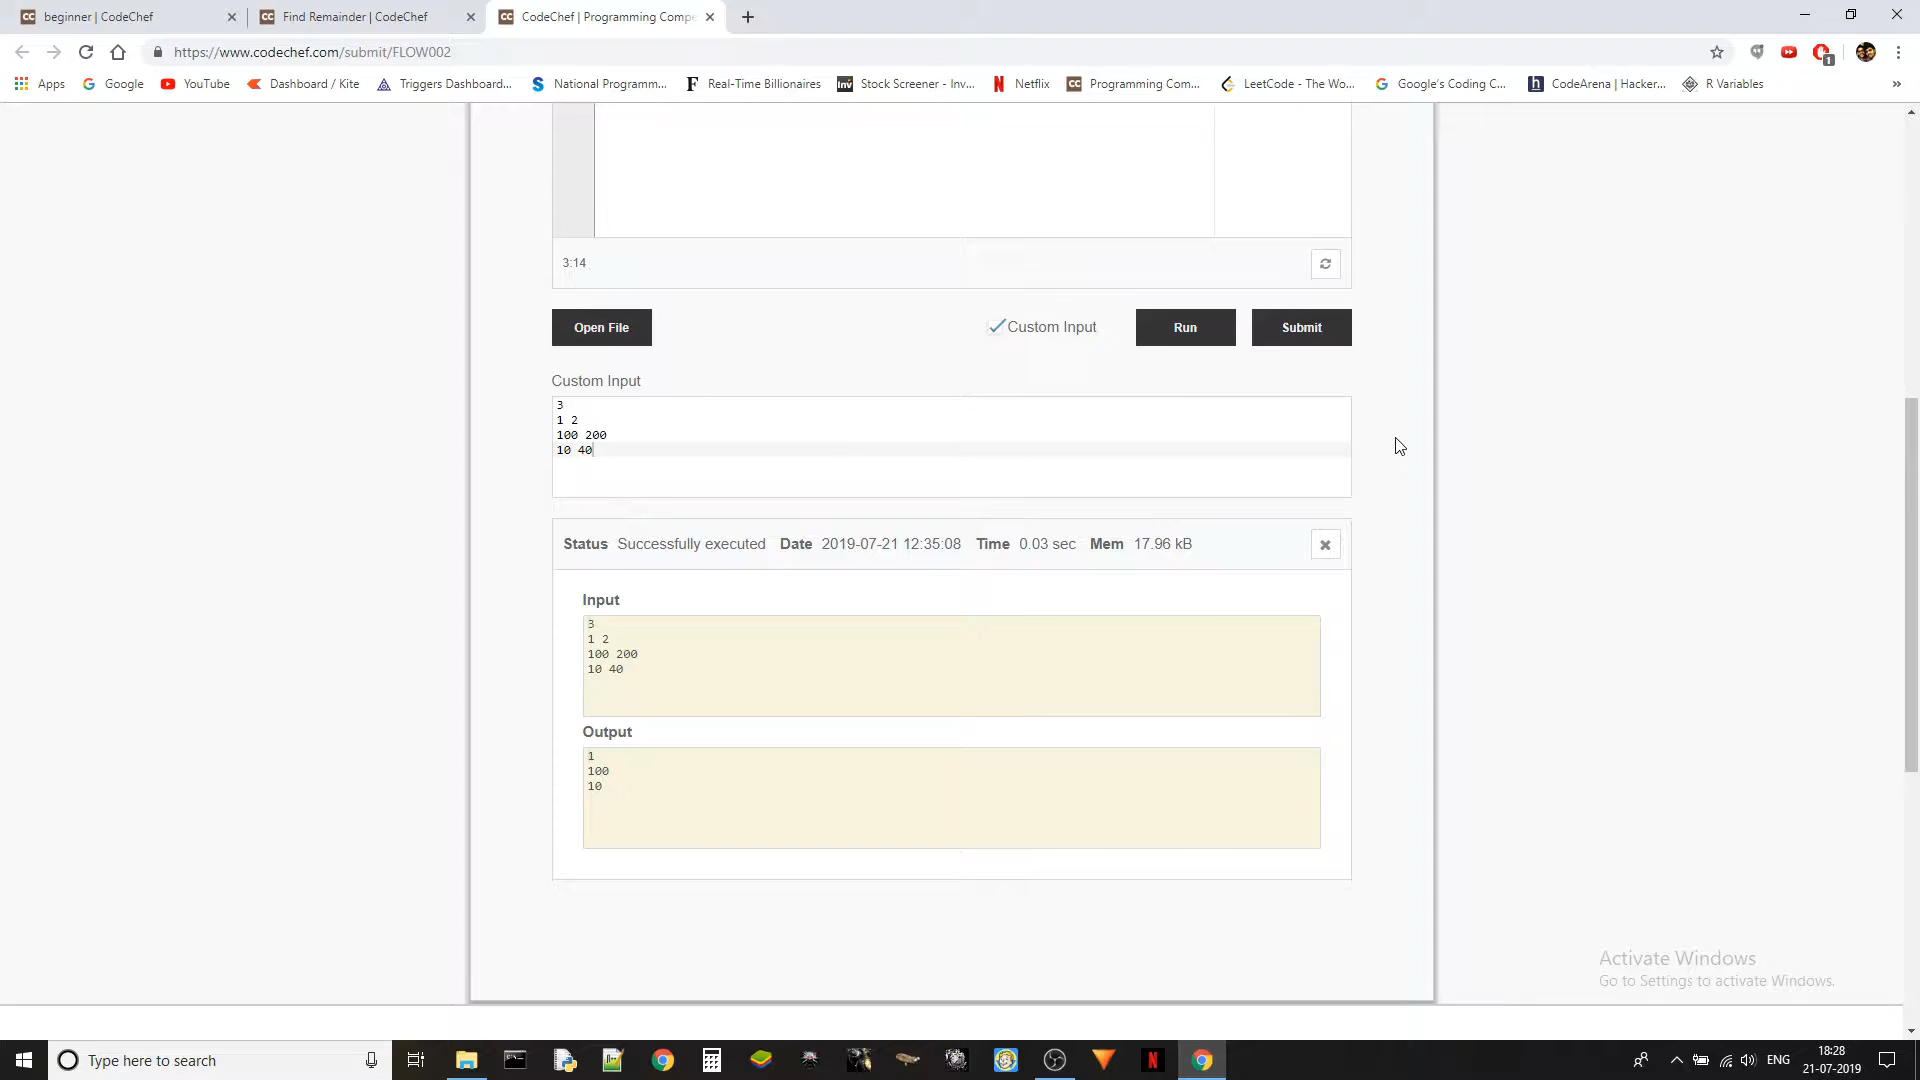 beginner | CodeChef
Find Remainder | CodeChef
CodeChef | Programming Compe
https://www.codechef.com/submit/FLOW002
1
Apps
Google
YouTube
Dashboard / Kite
Triggers Dashboard...
National Programm...
Real-Time Billionaires
Stock Screener - Inv...
Netflix
Programming Com...
LeetCode - The Wo...
Google's Coding C...
CodeArena | Hacker...
R Variables
»
3:14
Open File
Custom Input
Run
Submit
Custom Input
3
1 2
100 200
10 40
Status Successfully executed Date 2019-07-21 12:35:08 Time 0.03 sec Mem 17.96 kB
Input
3
1 2
100 200
10 40
Output
1
100
10
Activate Windows
Go to Settings to activate Windows.
Type here to search
ENG
18:28
21-07-2019